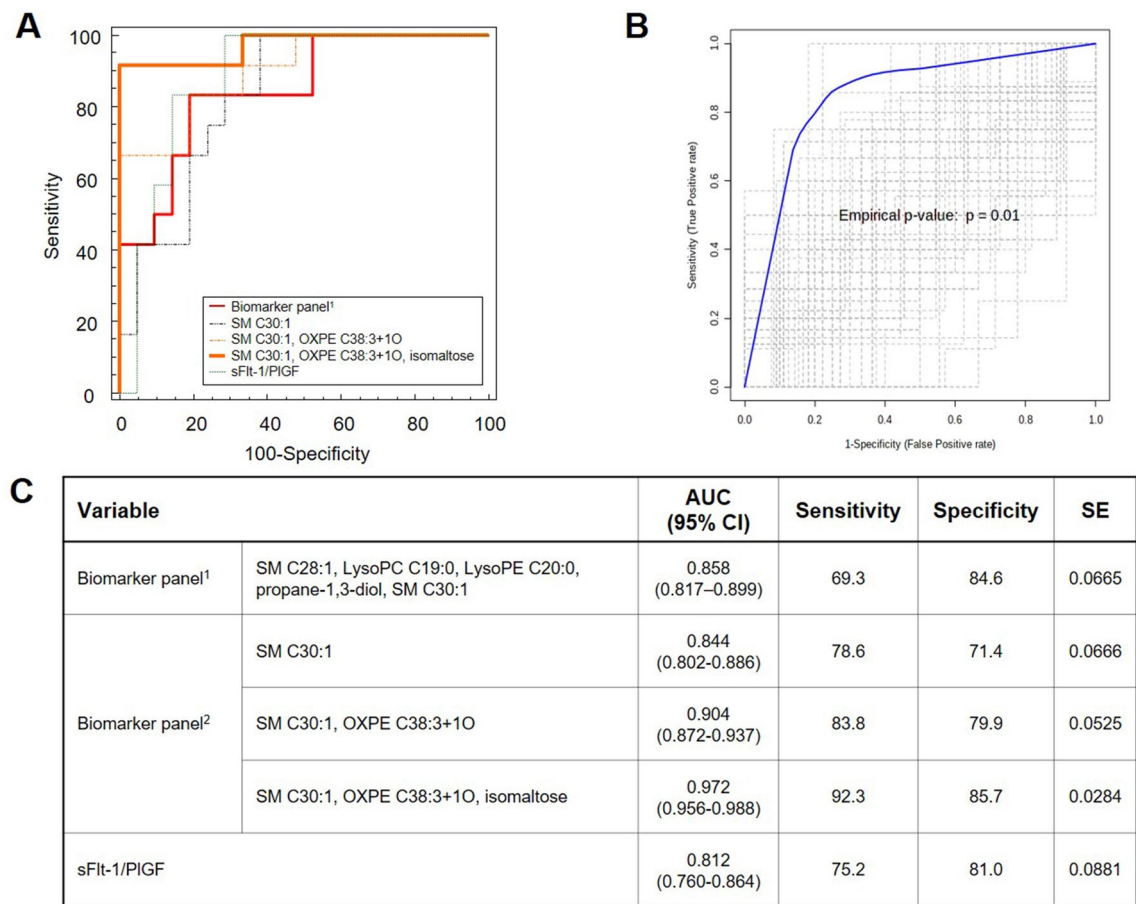 A
100
80
60
40
20
0
Sensitivity
0 20 40 60 80 100
100-Specificity
Biomarker panel¹
SM C30:1
SM C30:1, OXPE C38:3+1O
SM C30:1, OXPE C38:3+1O, isomaltose
sFlt-1/PlGF
B
1.0
0.8
0.6
0.4
0.2
0.0
Sensitivity (True Positive rate)
Empirical p-value: p = 0.01
0.0 0.2 0.4 0.6 0.8 1.0
1-Specificity (False Positive rate)
C
Variable
AUC
(95% CI)
Sensitivity
Specificity
SE
Biomarker panel¹
SM C28:1, LysoPC C19:0, LysoPE C20:0,
propane-1,3-diol, SM C30:1
0.858
(0.817–0.899)
69.3
84.6
0.0665
Biomarker panel²
SM C30:1
0.844
(0.802-0.886)
78.6
71.4
0.0666
SM C30:1, OXPE C38:3+1O
0.904
(0.872-0.937)
83.8
79.9
0.0525
SM C30:1, OXPE C38:3+1O, isomaltose
0.972
(0.956-0.988)
92.3
85.7
0.0284
sFlt-1/PlGF
0.812
(0.760-0.864)
75.2
81.0
0.0881